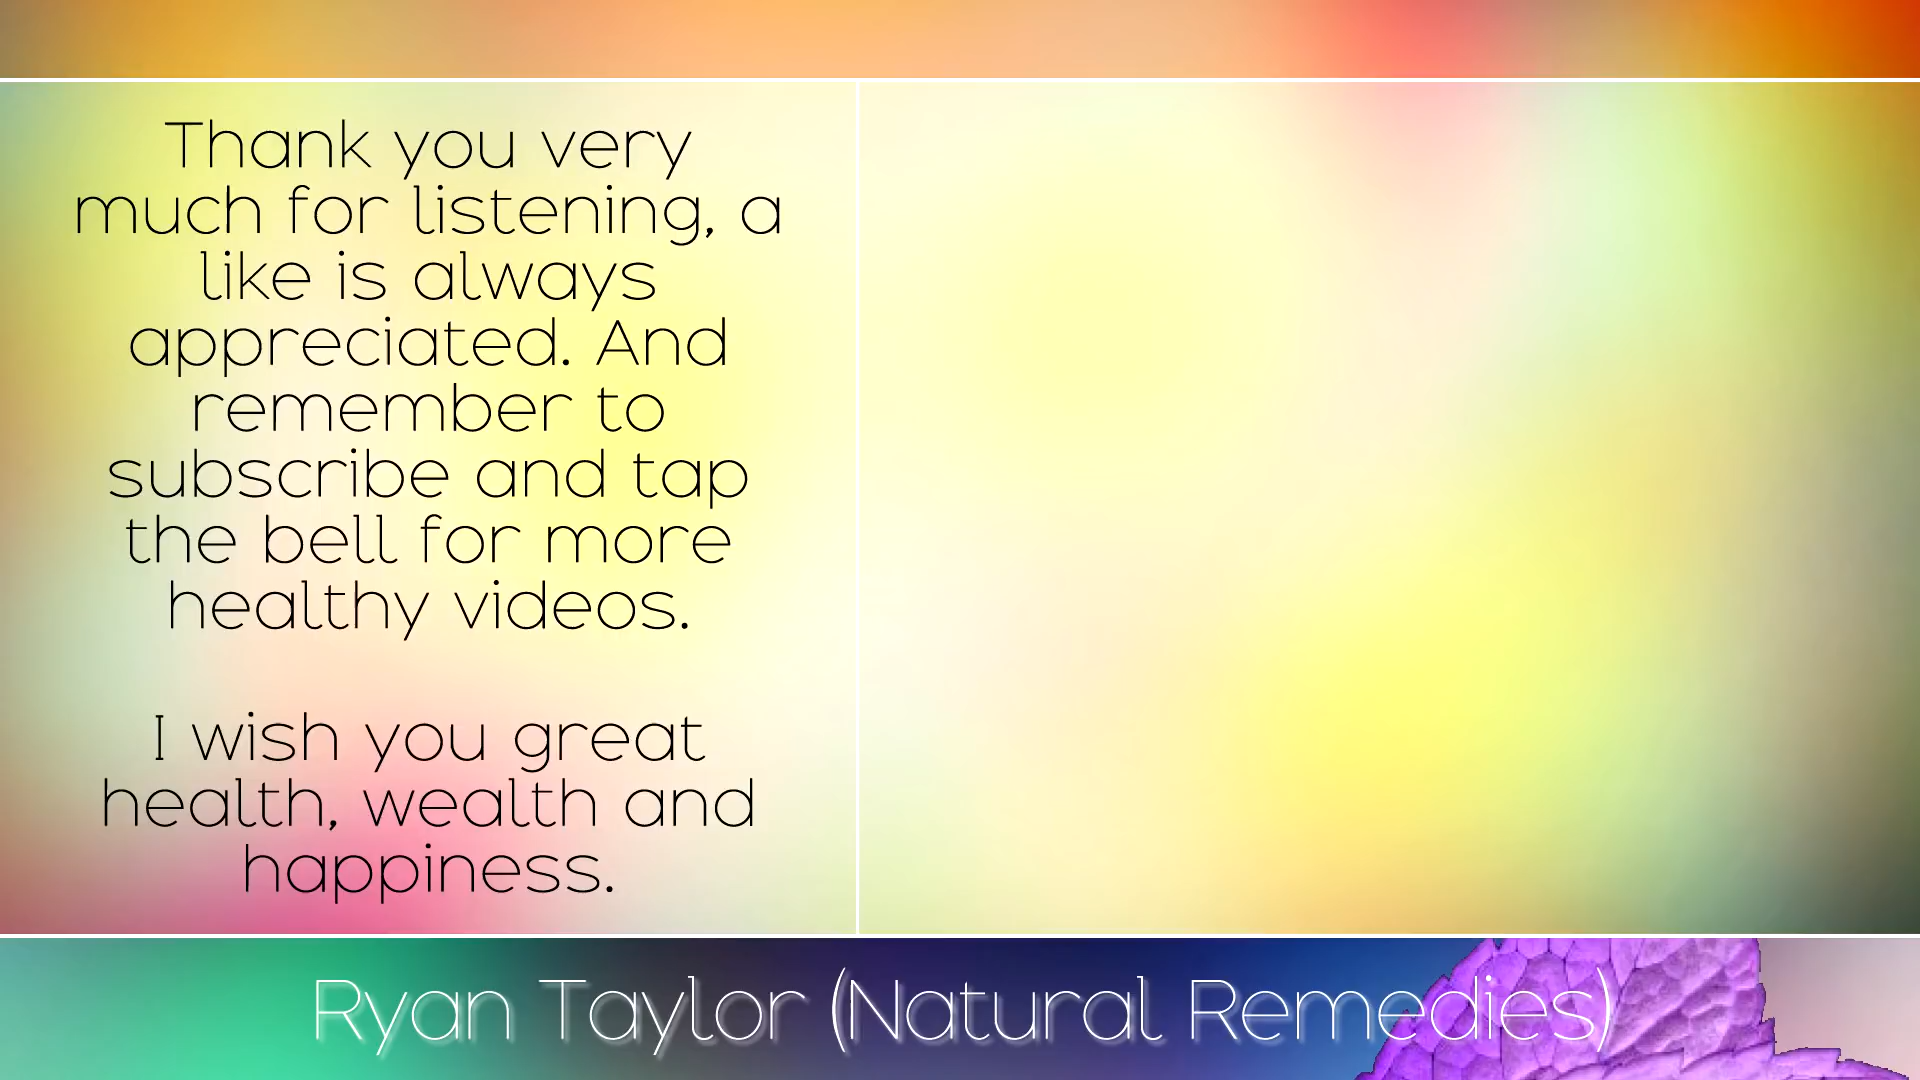 Thank you very
much for listening, a
like is always
appreciated. And
remember to
subscribe and tap
the bell for more
healthy videos.
I wish you great
health, wealth and
happiness.
Ryan Taylor (Natural Remedies)